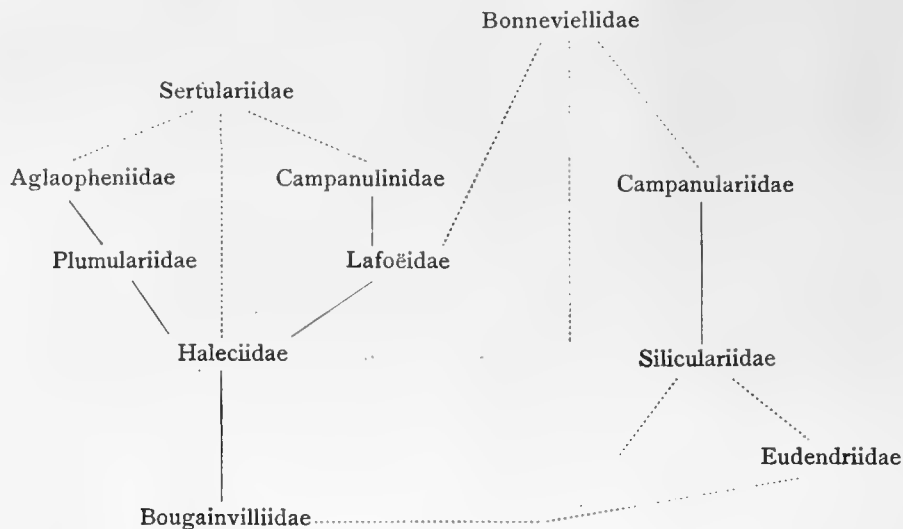 Bonneviellidae
Sertulariidae
Aglaopheniidae Campanulinidae Campanulariidae
Plumulariidae Lafoëidae
Haleciidae Siliculariidae
Eudendriidae
Bougainvilliidae